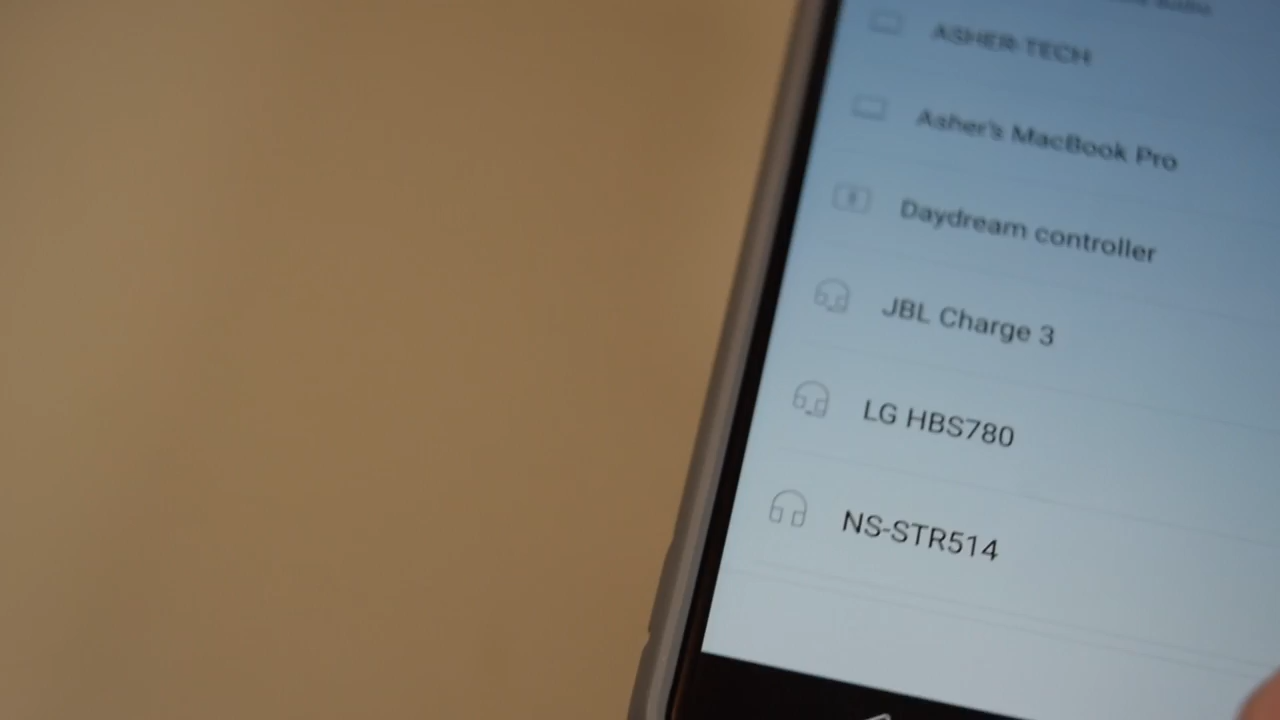 ASHER-TECH
Asher's MacBook Pro
Daydream controller
JBL Charge 3
LG HBS780
NS-STR514